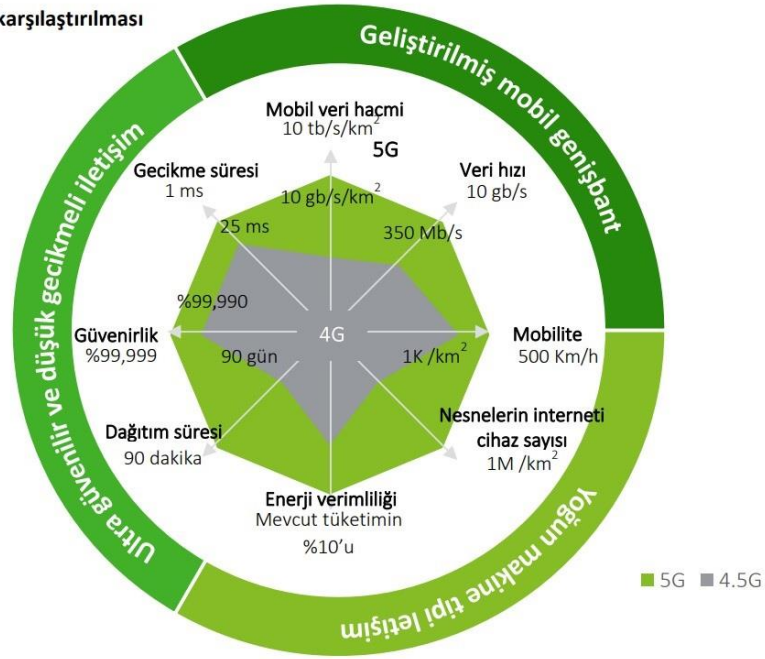 karşılaştırılması
Geliştirilmiş mobil genişbant
Ultra güvenilir ve düşük gecikmeli iletişim
Yoğun makine tipi iletişim
Mobil veri haçmi
10 tb/s/km²
5G
Gecikme süresi
1 ms
Veri hızı
10 gb/s
10 gb/s/km²
25 ms
350 Mb/s
%99,990
Güvenirlik
%99,999
4G
Mobilite
500 Km/h
90 gün
1K /km²
Dağıtım süresi
90 dakika
Nesnelerin interneti
cihaz sayısı
1M /km²
Enerji verimliliği
Mevcut tüketimin
%10’u
5G
4.5G